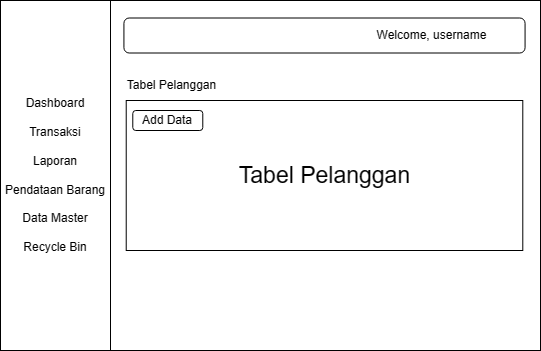 Welcome, username
Tabel Pelanggan
Add Data
Tabel Pelanggan
Dashboard
Transaksi
Laporan
Pendataan Barang
Data Master
Recycle Bin